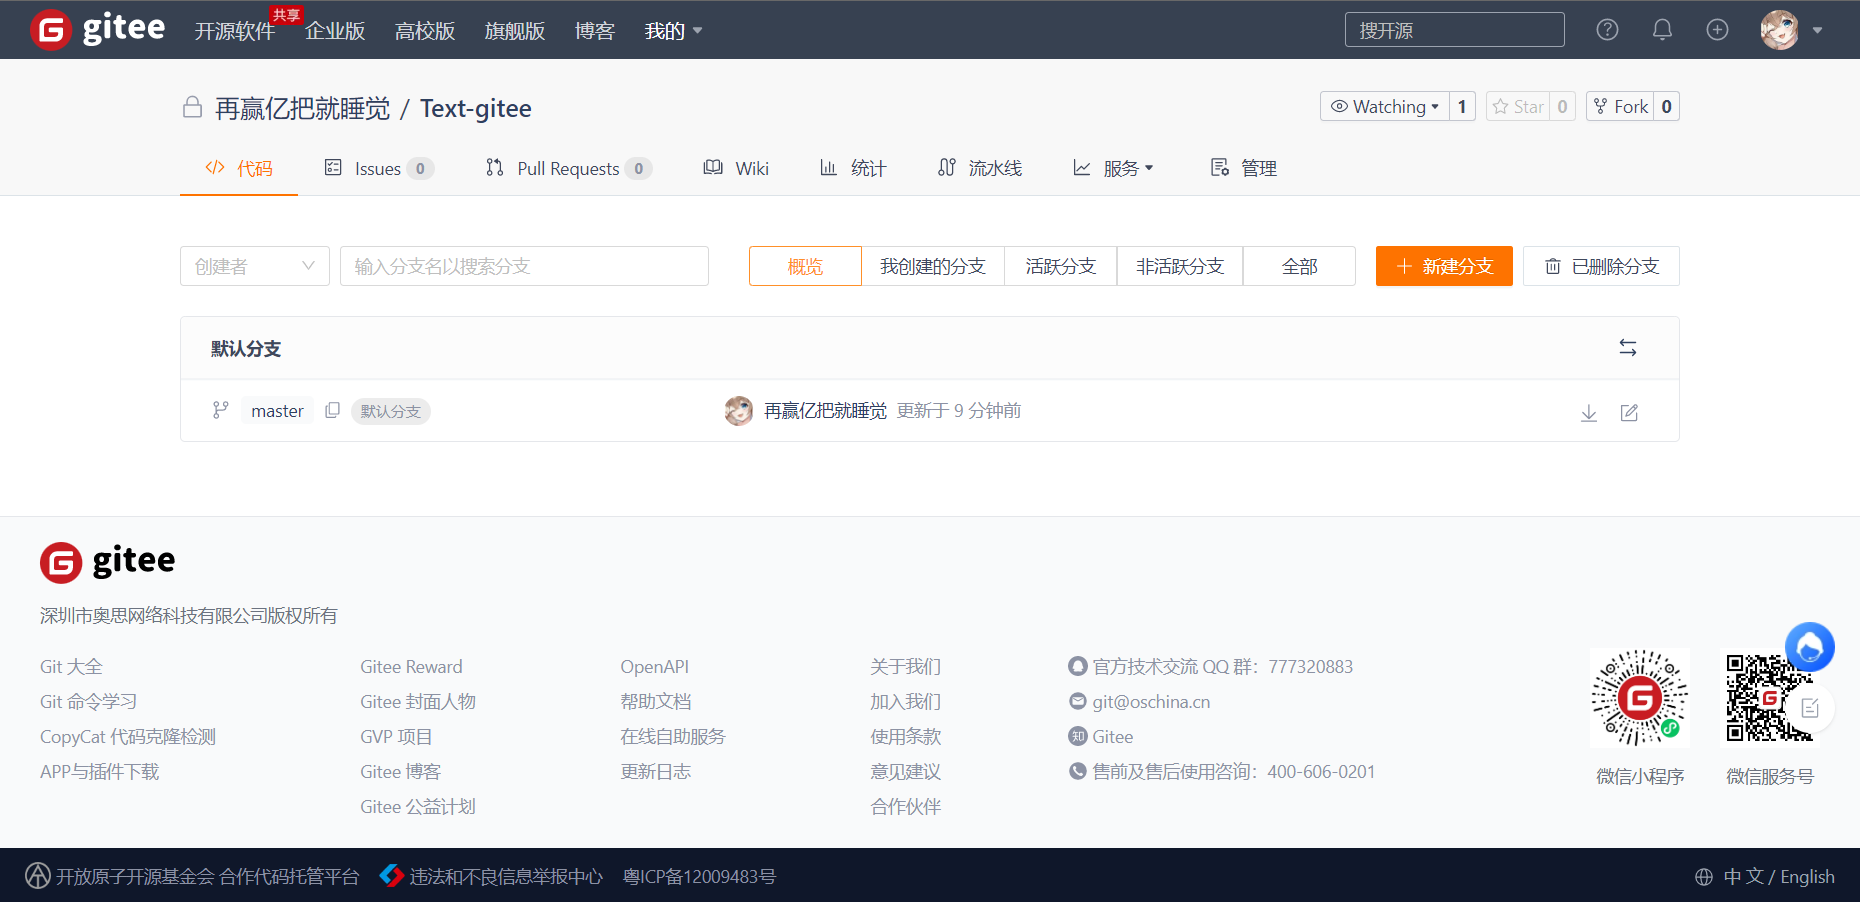 gitee 开源软件 共享 企业版 高校版 旗舰版 博客 我的 搜开源
再赢亿把就睡觉 / Text-gitee Watching 1 Star 0 Fork 0
代码 Issues 0 Pull Requests 0 Wiki 统计 流水线 服务 管理
创建者 输入分支名以搜索分支 概览 我创建的分支 活跃分支 非活跃分支 全部 新建分支 已删除分支
默认分支
master 默认分支 再赢亿把就睡觉 更新于 9 分钟前
gitee
深圳市奥思网络科技有限公司版权所有
Git 大全 Gitee Reward OpenAPI 关于我们 官方技术交流 QQ 群：777320883
Git 命令学习 Gitee 封面人物 帮助文档 加入我们 git@oschina.cn
CopyCat 代码克隆检测 GVP 项目 在线自助服务 使用条款 知 Gitee
APP与插件下载 Gitee 博客 更新日志 意见建议 售前及售后使用咨询：400-606-0201
微信小程序 微信服务号
Gitee 公益计划 合作伙伴
开放原子开源基金会 合作代码托管平台 违法和不良信息举报中心 粤ICP备12009483号 中 文 / English